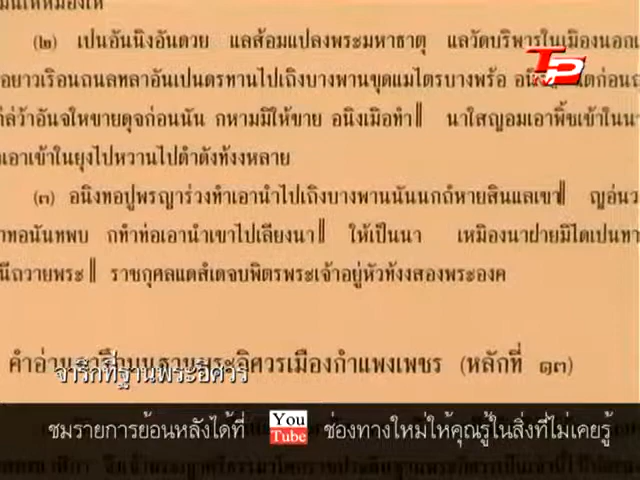 (๒) เปนอันนึงอันดวย แลส้อมแปลงพระมหาธาตุ แลวัดบริพารในเมืองนอกเ
อยาวเรือนถนลทลาอันเปนตรทานไปเถิงบางพานขุดแมไตรบางพร้อ อนึง ตก่อนถ
TP
ใส่ว้าอันจใหขายดุจก่อนนัน กหามมิให้ขาย อนึงเมิอทำ ‖ นาใสญอมเอาพิ้ชเข้าในนา
เอาเข้าในยุงไปหวานไปดำดังท้งงหลาย
(๓) อนิงทอปูพรญาร่วงทำเอานำไปเถิงบางพานนันนกถ้หายสินแลเขา ‖ ญอ่นว
าทอนันทพบ กทำท่อเอานำเขาไปเลียงนา ‖ ให้เป็นนา เหมืองนาฝายมิไดเปนทา
นีถวายพระ ‖ ราชกุศลแดสํเดจบพิตรพระเจ้าอยู่หัวท้งงสองพระองค
คำอ่านจารึกบนฐานพระอิศวรเมืองกำแพงเพชร (หลักที่ ๑๓)
จารึกที่ฐานพระอิศวร
ชมรายการย้อนหลังได้ที่ You Tube ช่องทางใหม่ให้คุณรู้ในสิ่งที่ไม่เคยรู้